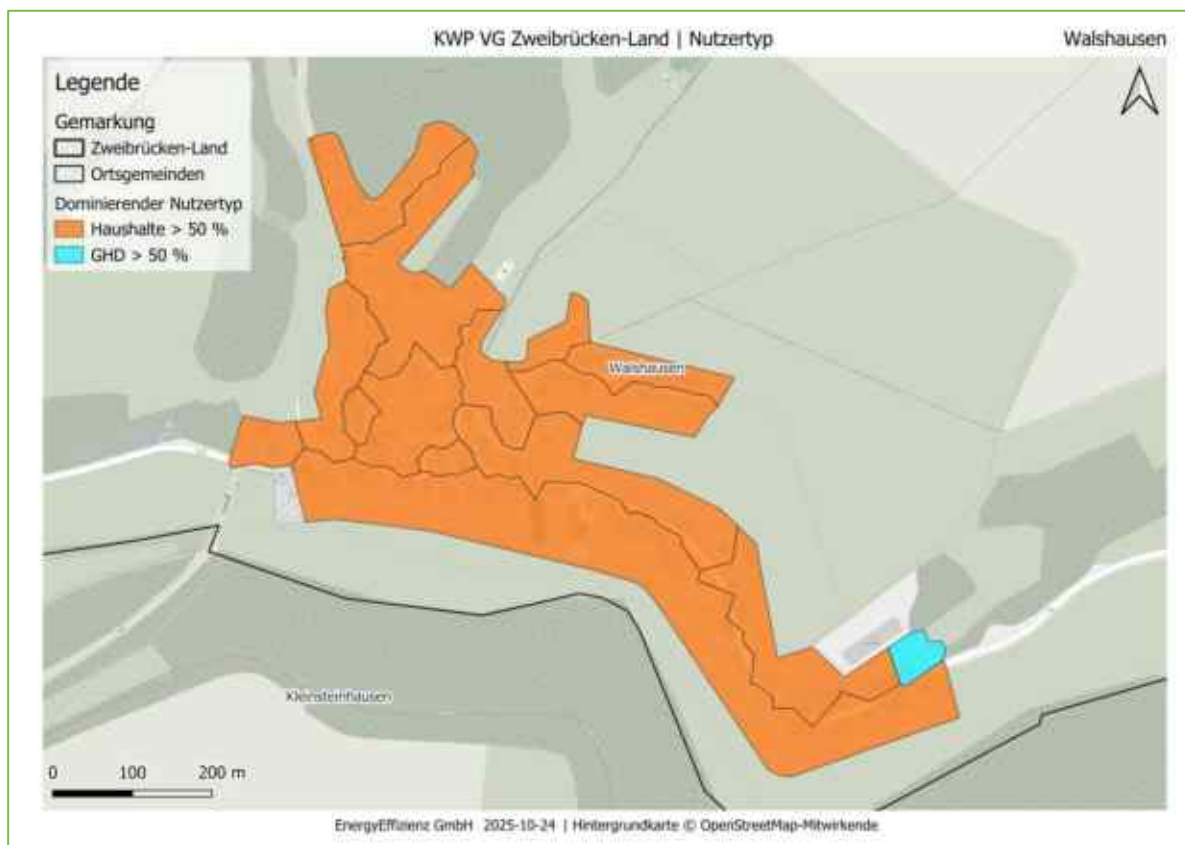 KWP VG Zweibrücken-Land | Nutzertyp
Walshausen
Legende
Gemarkung
Zweibrücken-Land
Ortsgemeinden
Dominierender Nutzertyp
Haushalte > 50 %
GHD > 50 %
Walshausen
Kleinsteinhausen
0 100 200 m
EnergyEffizienz GmbH 2025-10-24 | Hintergrundkarte © OpenStreetMap-Mitwirkende